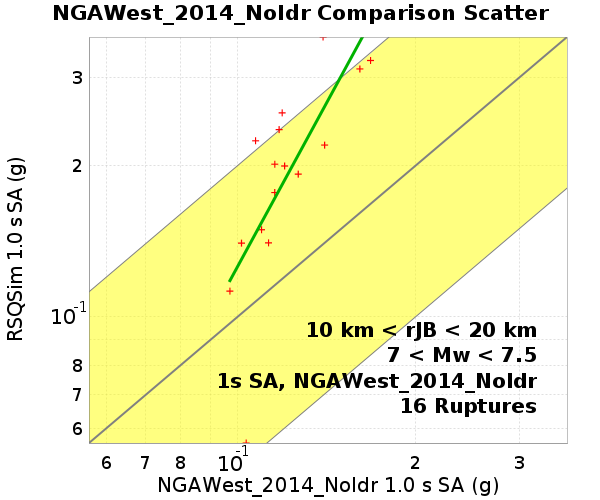 NGAWest_2014_NoIdr Comparison Scatter
RSQSim 1.0 s SA (g)
3
2
10-1
8
7
6
10 km < rJB < 20 km
7 < Mw < 7.5
1s SA, NGAWest_2014_NoIdr
16 Ruptures
6 7 8 10-1 2 3
NGAWest_2014_NoIdr 1.0 s SA (g)